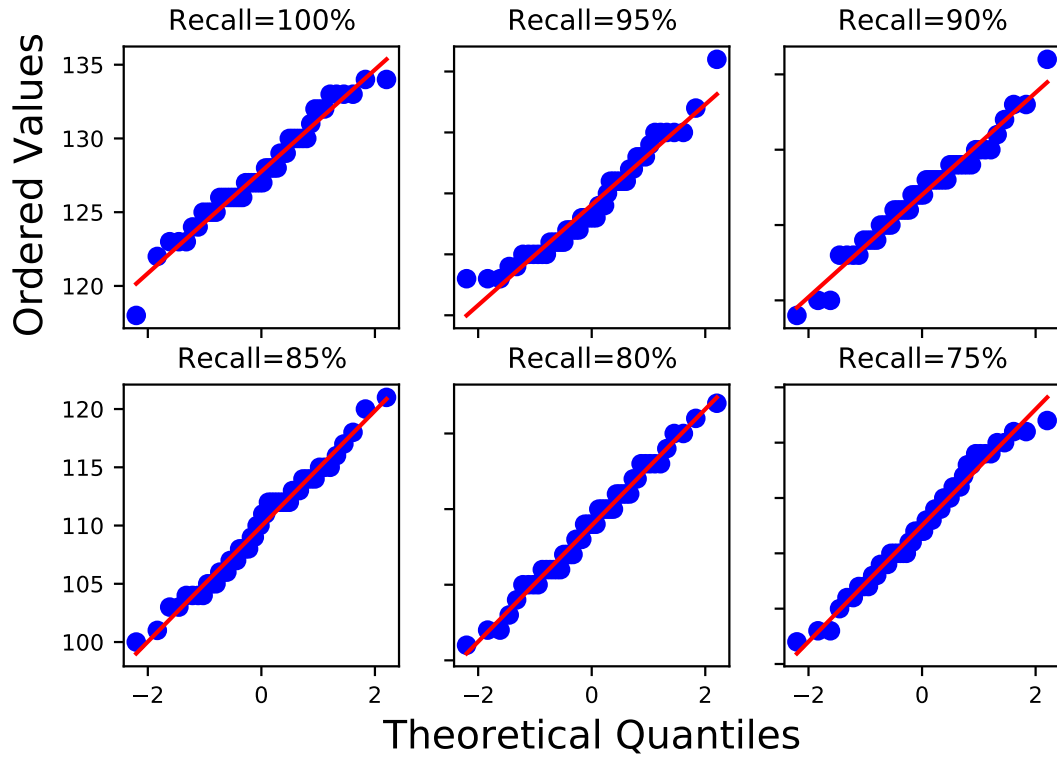 Recall=100%
Recall=95%
Recall=90%
Ordered Values
135
130
125
120
Recall=85%
Recall=80%
Recall=75%
120
115
110
105
100
−2 0 2
−2 0 2
−2 0 2
Theoretical Quantiles